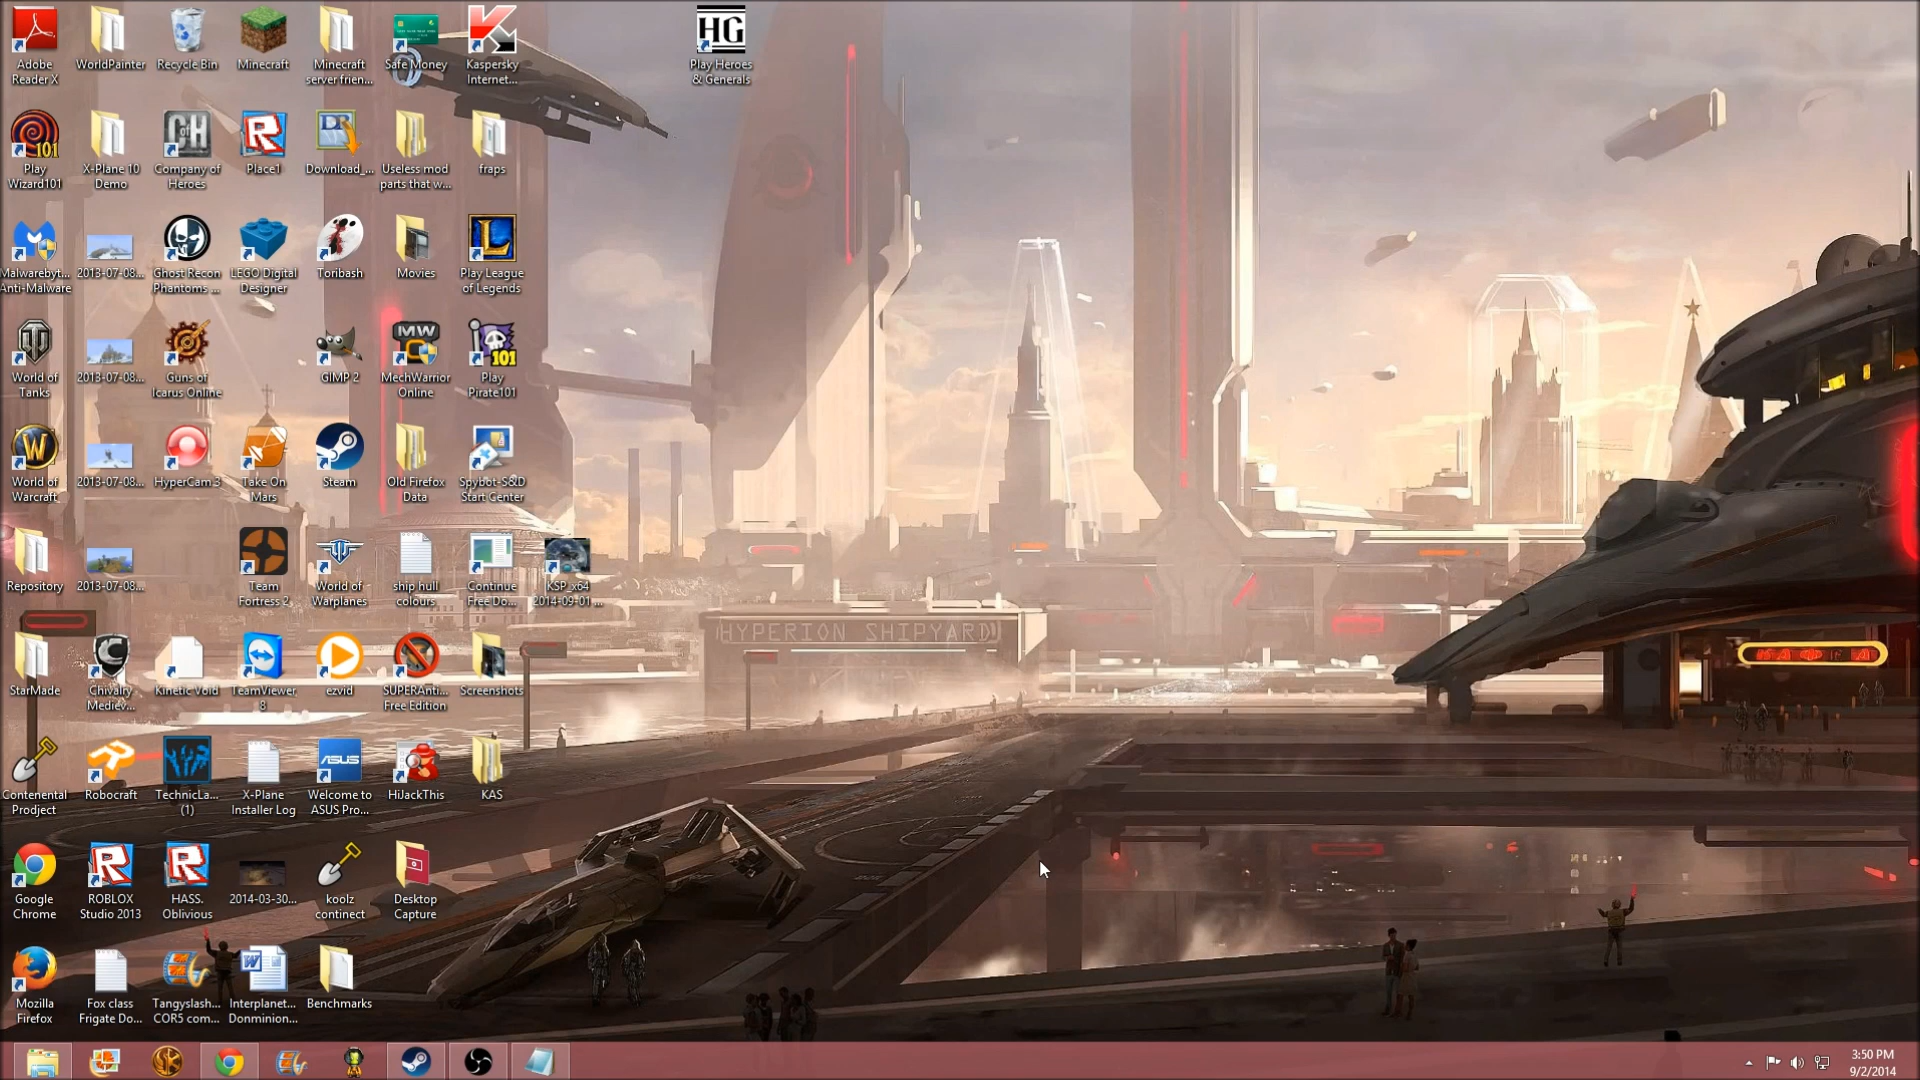 Adobe
Reader X
WorldPainter
Recycle Bin
Minecraft
Minecraft
server frien...
Safe Money
Kaspersky
Internet...
HG
Play Heroes
& Generals
101
Play
Wizard101
X-Plane 10
Demo
CofH
Company of
Heroes
R
Place1
DR
Download_...
Useless mod
parts that w...
fraps
Malwarebyt...
Anti-Malware
2013-07-08...
Ghost Recon
Phantoms ...
LEGO Digital
Designer
Toribash
Movies
L
Play League
of Legends
World of
Tanks
2013-07-08...
Guns of
Icarus Online
GIMP 2
MW
MechWarrior
Online
101
Play
Pirate101
W
World of
Warcraft
2013-07-08...
HyperCam 3
Take On
Mars
Steam
Old Firefox
Data
Spybot-S&D
Start Center
Repository
2013-07-08...
Team
Fortress 2
World of
Warplanes
ship hull
colours
Continue
Free Do...
KSP_x64
2014-09-01 ...
HYPERION SHIPYARD
StarMade
Chivalry
Mediev...
Kinetic Void
TeamViewer
8
ezvid
SUPERAnti...
Free Edition
Screenshots
Contenental
Prodject
Robocraft
TechnicLa...
(1)
X-Plane
Installer Log
ASUS
Welcome to
ASUS Pro...
HiJackThis
KAS
Google
Chrome
R
ROBLOX
Studio 2013
R
HASS.
Oblivious
2014-03-30...
koolz
continect
Desktop
Capture
Mozilla
Firefox
Fox class
Frigate Do...
Tangyslash...
COR5 com...
W
Interplanet...
Donminion...
Benchmarks
3:50 PM
9/2/2014